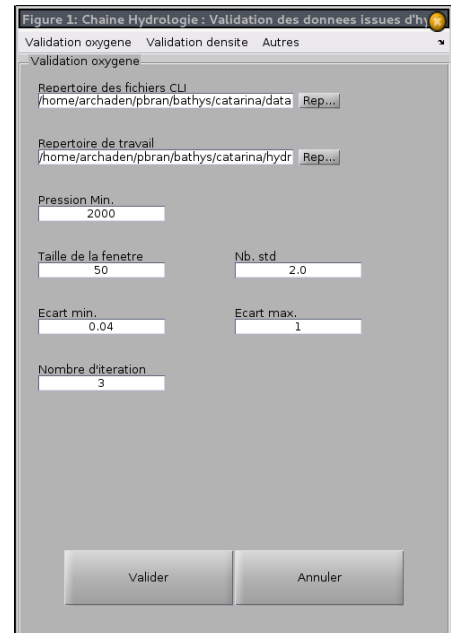 Figure 1: Chaine Hydrologie : Validation des donnees issues d'hy
Validation oxygene Validation densite Autres
Validation oxygene
Repertoire des fichiers CLI
/home/archaden/pbran/bathys/catarina/data Rep...
Repertoire de travail
/home/archaden/pbran/bathys/catarina/hydr Rep...
Pression Min.
2000
Taille de la fenetre Nb. std
50 2.0
Ecart min. Ecart max.
0.04 1
Nombre d'iteration
3
Valider Annuler